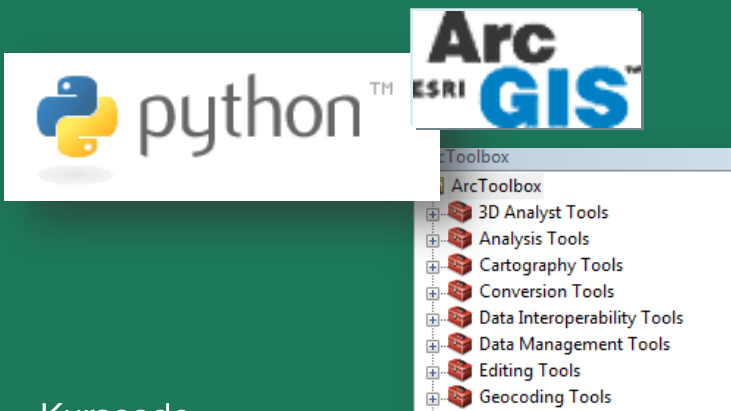 python™
Arc
ESRI GIS™
cToolbox
ArcToolbox
3D Analyst Tools
Analysis Tools
Cartography Tools
Conversion Tools
Data Interoperability Tools
Data Management Tools
Editing Tools
Geocoding Tools